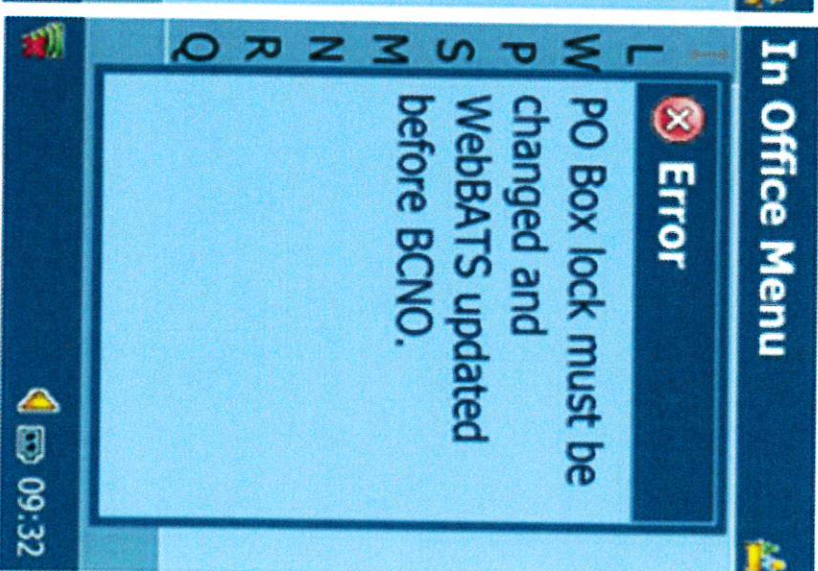 In Office Menu
Error
PO Box lock must be
changed and
WebBATS updated
before BCNO.
L
W
P
S
M
N
R
Q
09:32